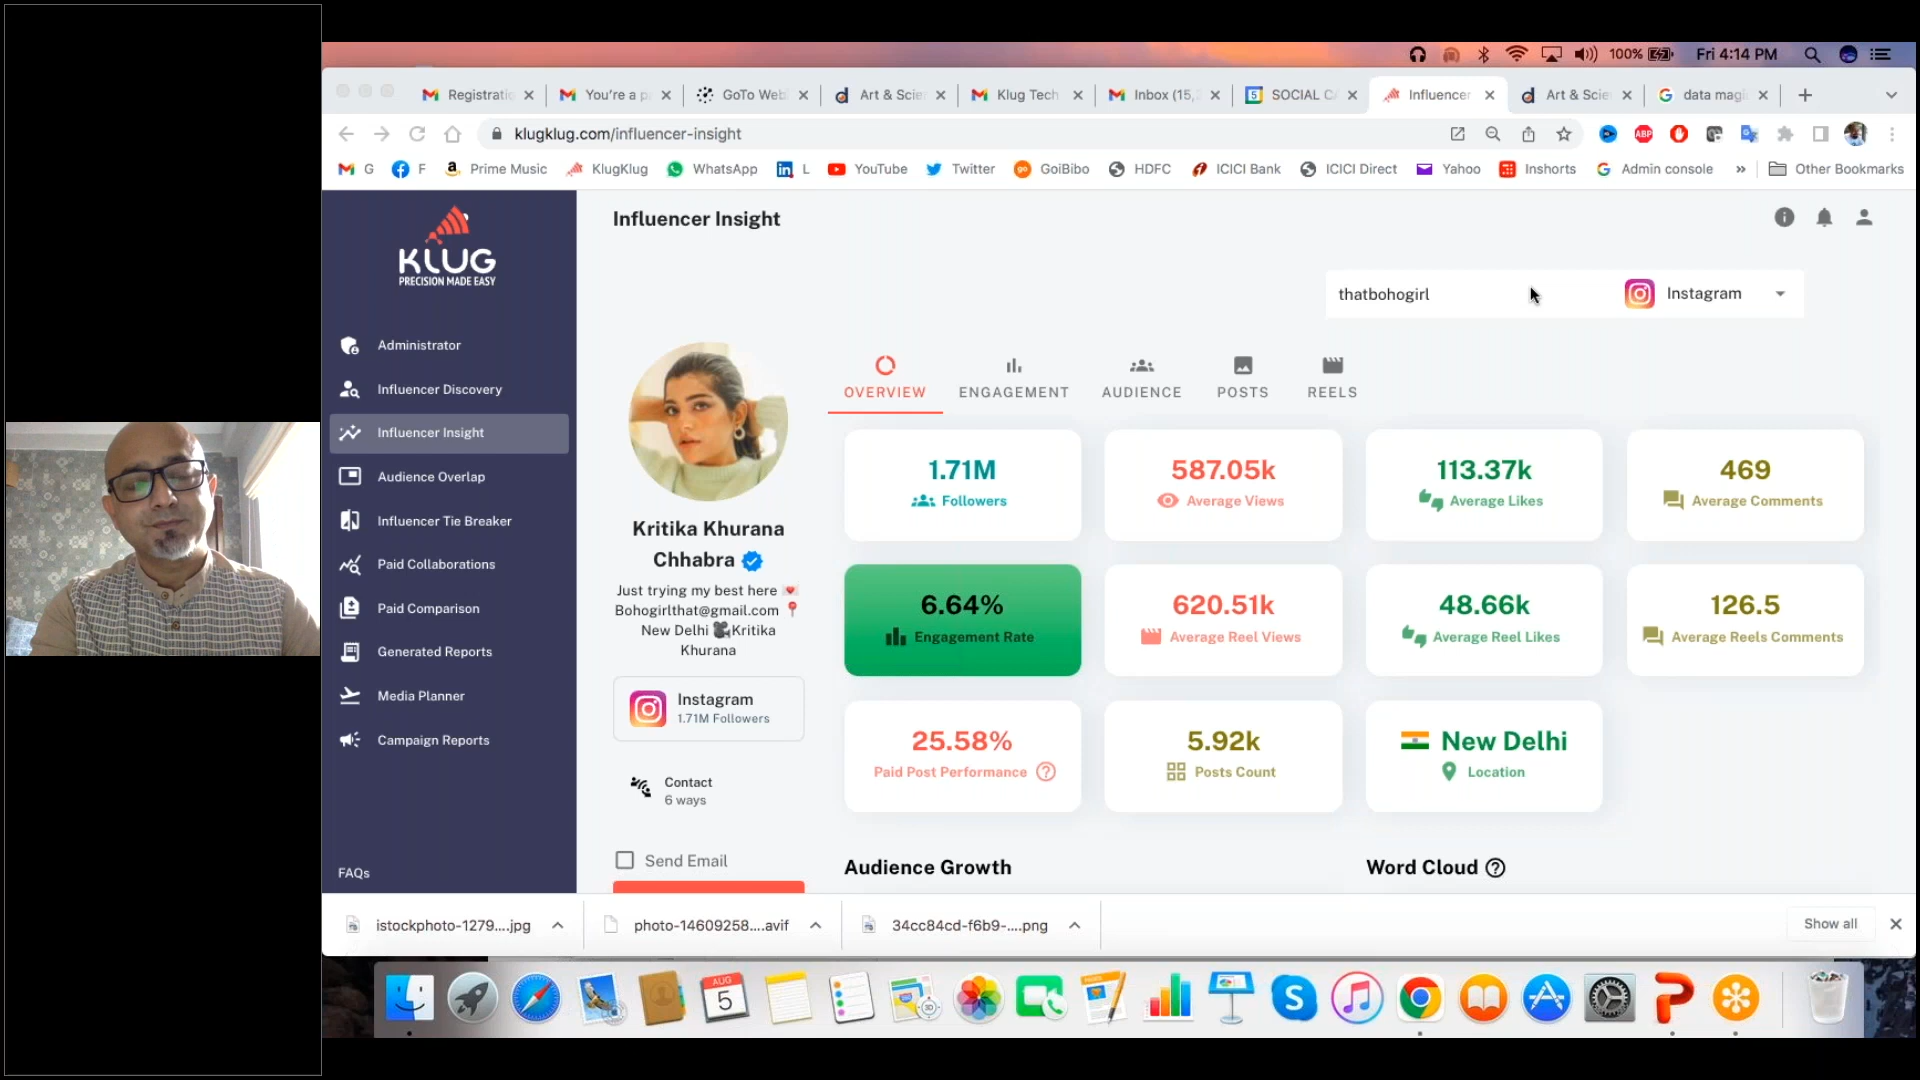 100% Fri 4:14 PM
Registratio
You're a p
GoTo Web
Art & Scie
Klug Tech
Inbox (15,
SOCIAL CA
Influencer
Art & Scie
data magi
klugklug.com/influencer-insight
ABP
G
F
Prime Music
KlugKlug
WhatsApp
L
YouTube
Twitter
GoiBibo
HDFC
ICICI Bank
ICICI Direct
Yahoo
Inshorts
Admin console
»
Other Bookmarks
KLUG
PRECISION MADE EASY
Administrator
Influencer Discovery
Influencer Insight
Audience Overlap
Influencer Tie Breaker
Paid Collaborations
Paid Comparison
Generated Reports
Media Planner
Campaign Reports
FAQs
Influencer Insight
thatbohogirl
Instagram
Kritika Khurana
Chhabra
Just trying my best here 💌
Bohogirlthat@gmail.com 📍
New Delhi 🎥Kritika
Khurana
Instagram
1.71M Followers
Contact
6 ways
Send Email
OVERVIEW
ENGAGEMENT
AUDIENCE
POSTS
REELS
1.71M
Followers
587.05k
Average Views
113.37k
Average Likes
469
Average Comments
6.64%
Engagement Rate
620.51k
Average Reel Views
48.66k
Average Reel Likes
126.5
Average Reels Comments
25.58%
Paid Post Performance
5.92k
Posts Count
New Delhi
Location
Audience Growth
Word Cloud
istockphoto-1279....jpg
photo-14609258....avif
34cc84cd-f6b9-....png
Show all
AUG
5